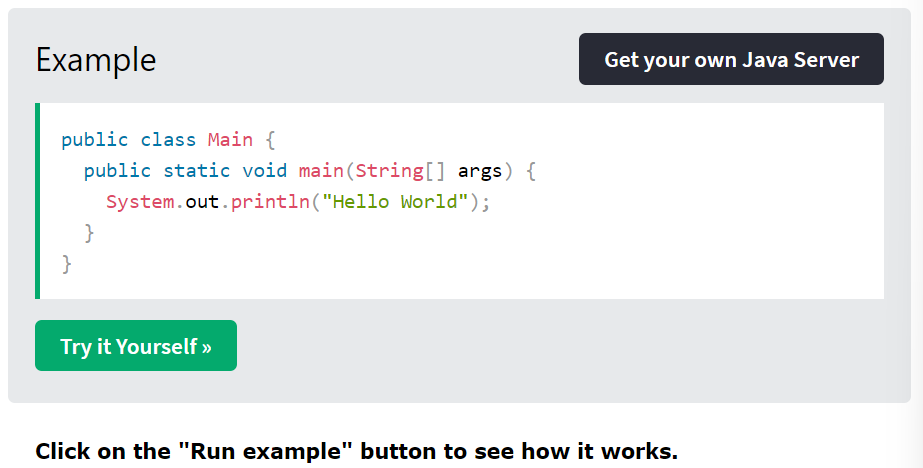 Example
Get your own Java Server
public class Main {
  public static void main(String[] args) {
    System.out.println("Hello World");
  }
}
Try it Yourself »
Click on the "Run example" button to see how it works.